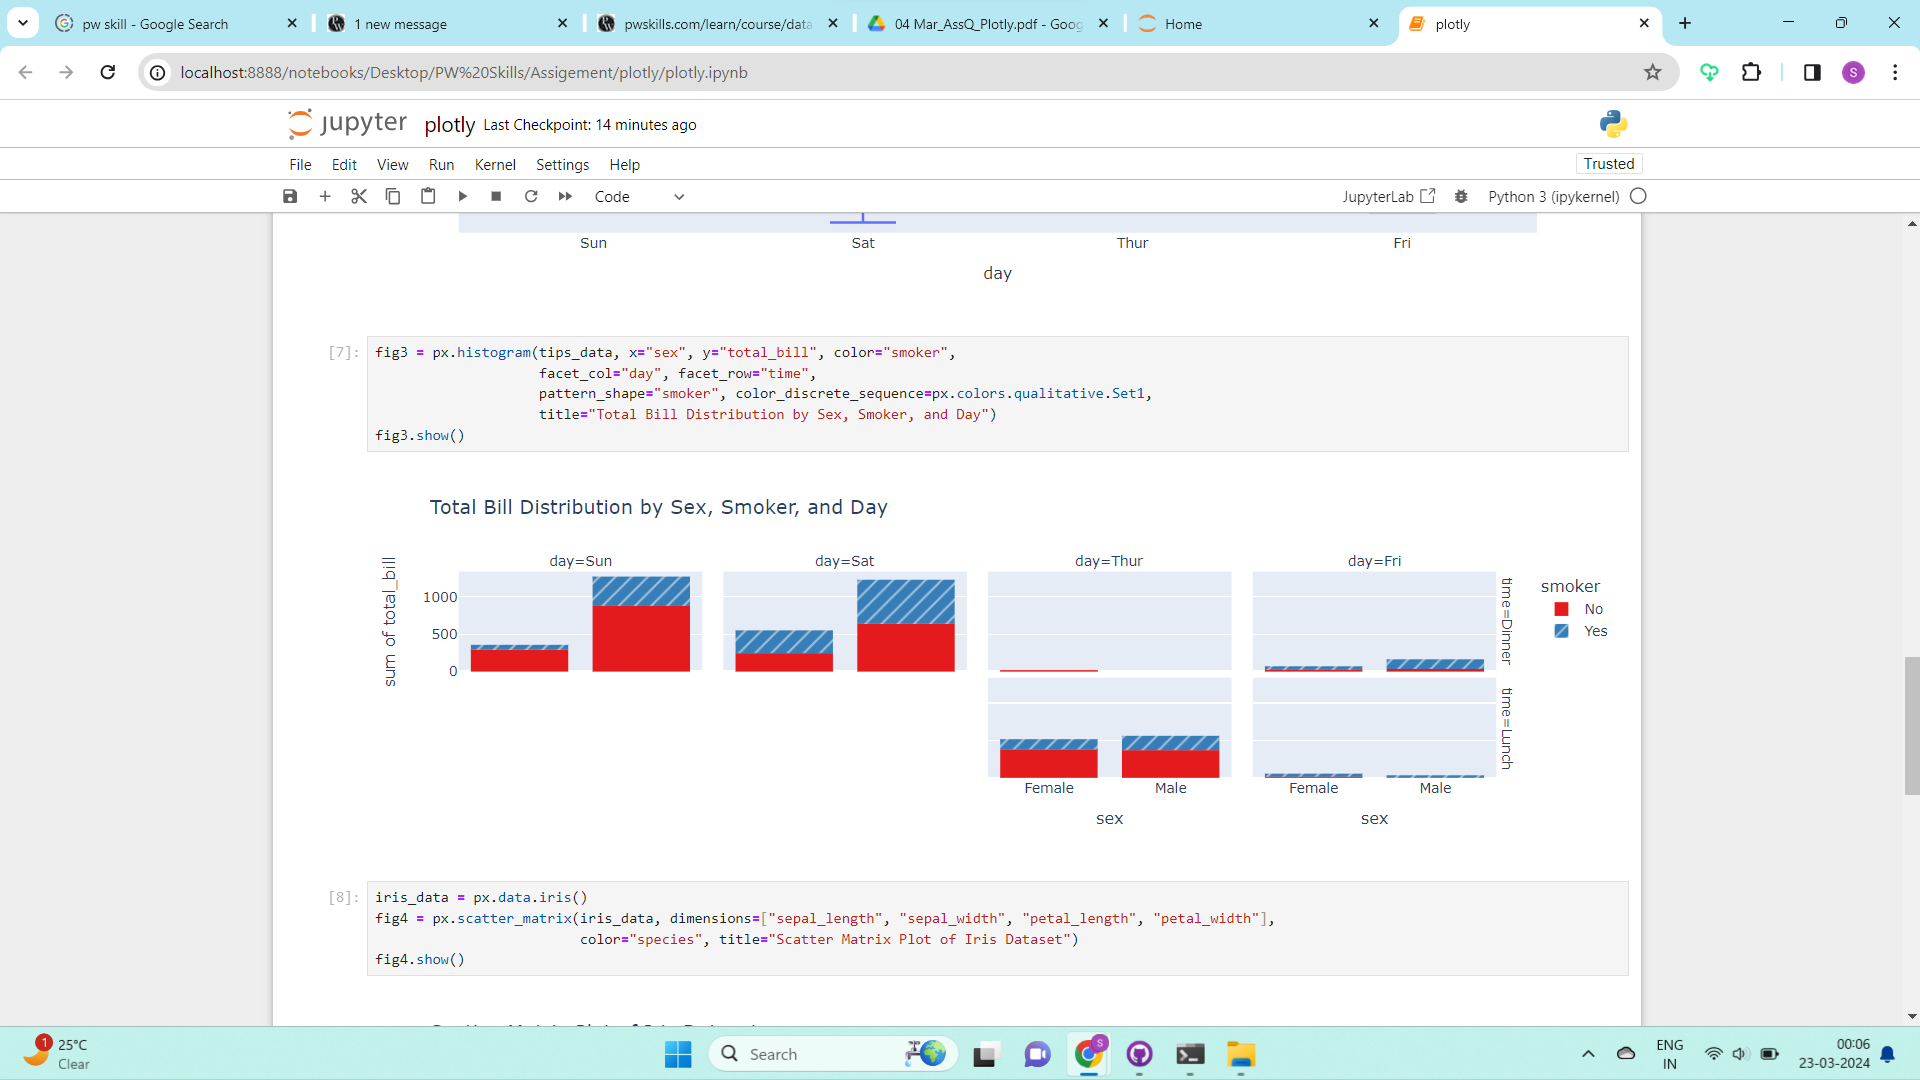 pw skill - Google Search
1 new message
pwskills.com/learn/course/data
04 Mar_AssQ_Plotly.pdf - Goog
Home
plotly
localhost:8888/notebooks/Desktop/PW%20Skills/Assigement/plotly/plotly.ipynb
S
jupyter plotly Last Checkpoint: 14 minutes ago
File Edit View Run Kernel Settings Help
Trusted
Code
JupyterLab
Python 3 (ipykernel)
Sun Sat Thur Fri
day
[7]:
fig3 = px.histogram(tips_data, x="sex", y="total_bill", color="smoker",
facet_col="day", facet_row="time",
pattern_shape="smoker", color_discrete_sequence=px.colors.qualitative.Set1,
title="Total Bill Distribution by Sex, Smoker, and Day")
fig3.show()
Total Bill Distribution by Sex, Smoker, and Day
day=Sun day=Sat day=Thur day=Fri
sum of total_bill
1000
500
0
time=Dinner
time=Lunch
smoker
No
Yes
Female Male Female Male
sex sex
[8]:
iris_data = px.data.iris()
fig4 = px.scatter_matrix(iris_data, dimensions=["sepal_length", "sepal_width", "petal_length", "petal_width"],
color="species", title="Scatter Matrix Plot of Iris Dataset")
fig4.show()
1
25°C
Clear
Search
S
ENG
IN
00:06
23-03-2024